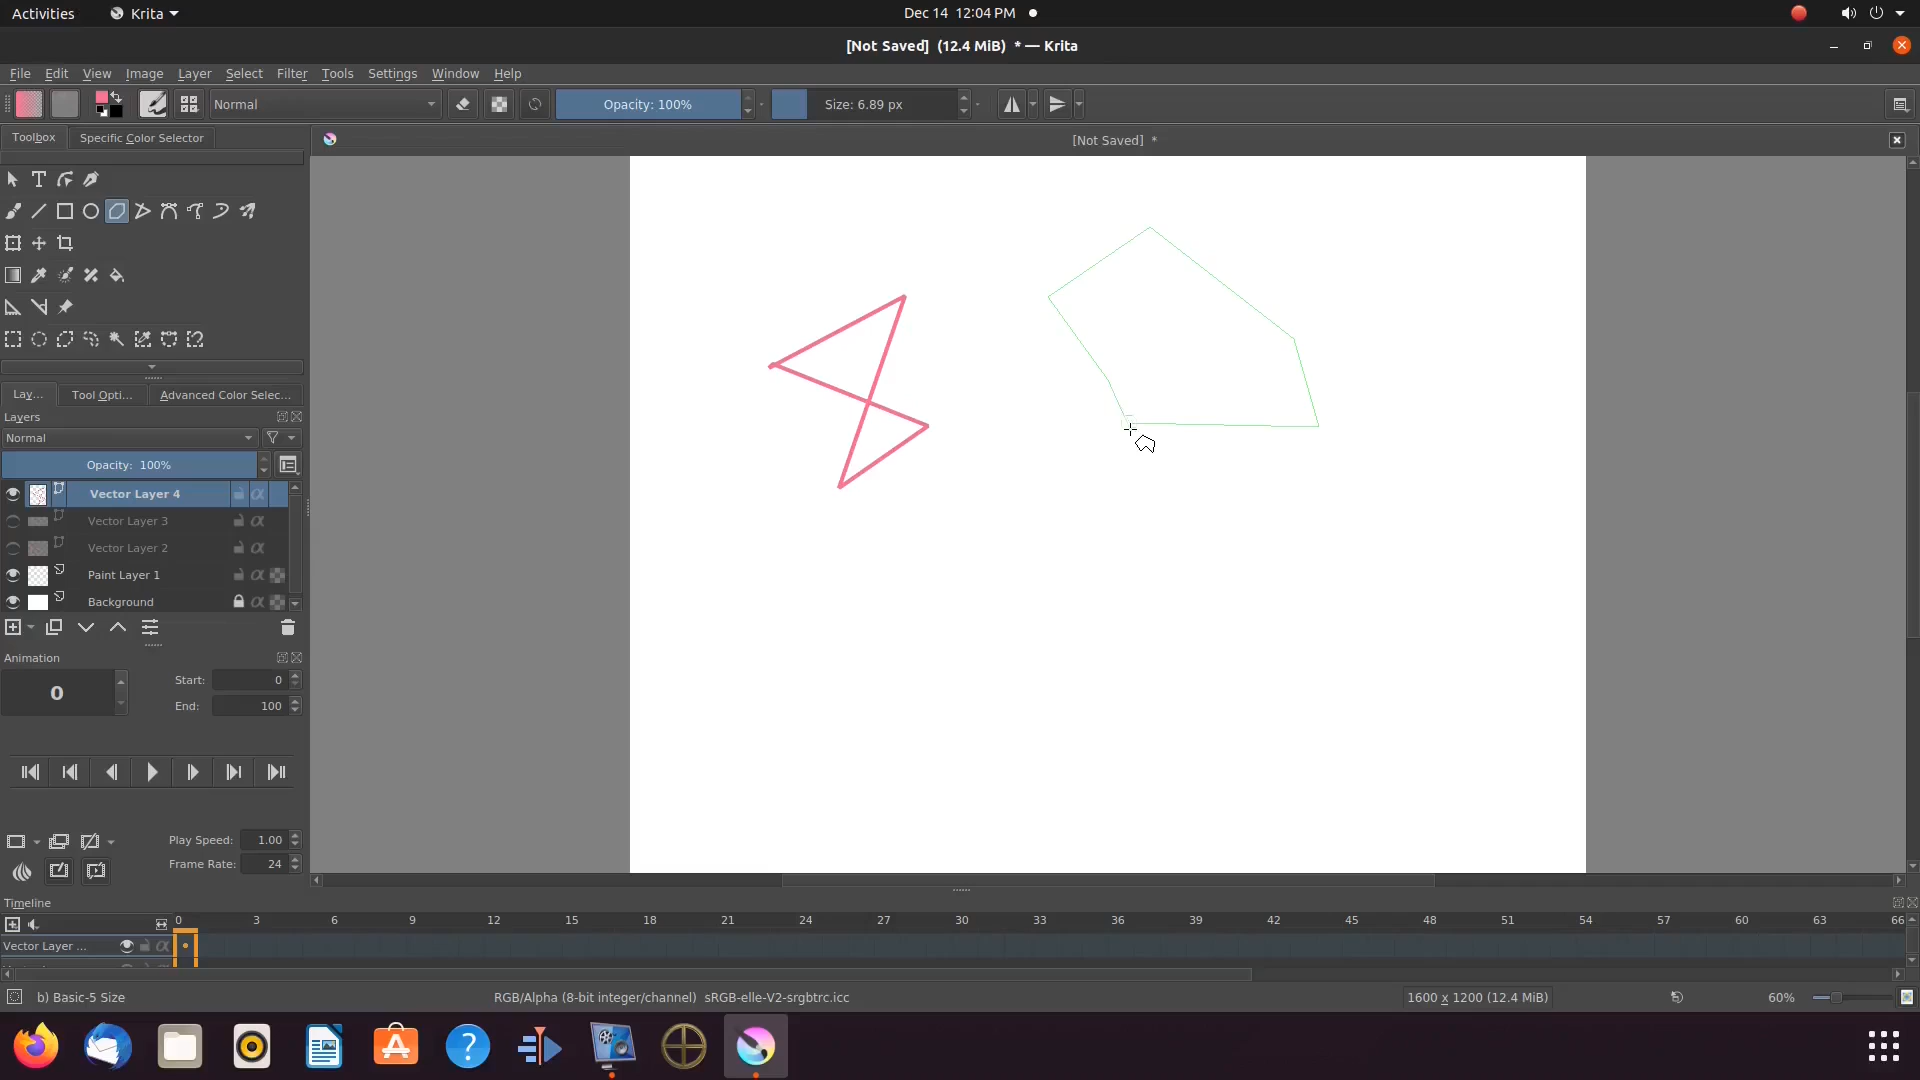 Activities Krita Dec 14 12:04 PM
[Not Saved] (12.4 MiB) * — Krita
File Edit View Image Layer Select Filter Tools Settings Window Help
Normal Opacity: 100% Size: 6.89 px
Toolbox Specific Color Selector [Not Saved] *
Lay... Tool Opti... Advanced Color Selec...
Layers
Normal
Opacity: 100%
Vector Layer 4
Vector Layer 3
Vector Layer 2
Paint Layer 1
Background
Animation
0 Start: 0
End: 100
Play Speed: 1.00
Frame Rate: 24
Timeline
0 3 6 9 12 15 18 21 24 27 30 33 36 39 42 45 48 51 54 57 60 63 66
Vector Layer ...
b) Basic-5 Size RGB/Alpha (8-bit integer/channel) sRGB-elle-V2-srgbtrc.icc 1600 x 1200 (12.4 MiB) 60%